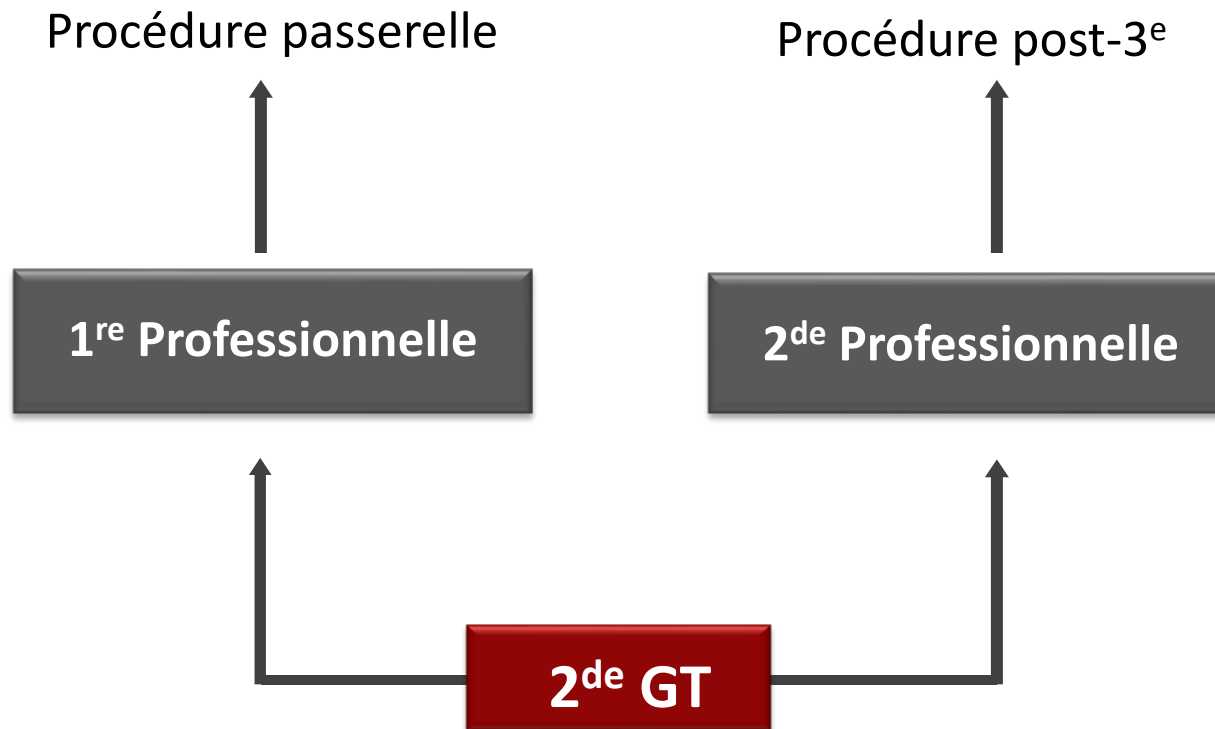 Procédure passerelle
Procédure post-3e
1re Professionnelle
2de Professionnelle
2de GT